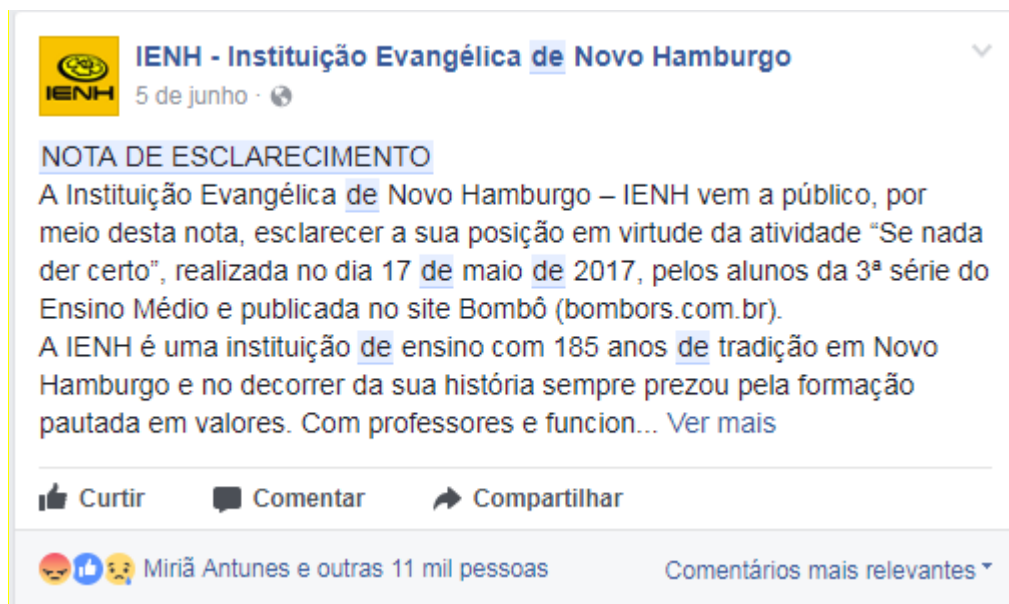 IENH
IENH - Instituição Evangélica de Novo Hamburgo
5 de junho ·
NOTA DE ESCLARECIMENTO
A Instituição Evangélica de Novo Hamburgo – IENH vem a público, por
meio desta nota, esclarecer a sua posição em virtude da atividade “Se nada
der certo”, realizada no dia 17 de maio de 2017, pelos alunos da 3ª série do
Ensino Médio e publicada no site Bombô (bombors.com.br).
A IENH é uma instituição de ensino com 185 anos de tradição em Novo
Hamburgo e no decorrer da sua história sempre prezou pela formação
pautada em valores. Com professores e funcion... Ver mais
Curtir Comentar Compartilhar
Miriã Antunes e outras 11 mil pessoas Comentários mais relevantes